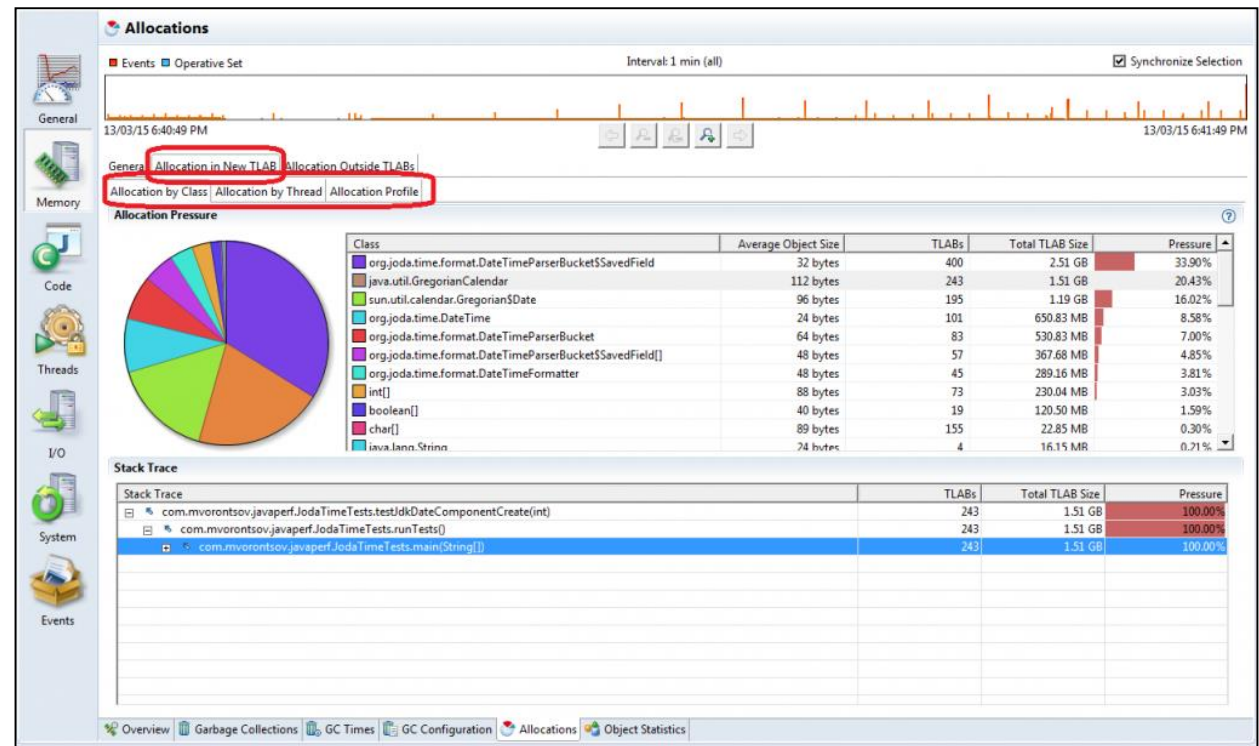 Allocations
Events Operative Set Interval: 1 min (all) Synchronize Selection
13/03/15 6:40:49 PM 13/03/15 6:41:49 PM
General Allocation in New TLAB Allocation Outside TLABs
Allocation by Class Allocation by Thread Allocation Profile
Allocation Pressure
General
Memory
Code
Threads
I/O
System
Events
Class Average Object Size TLABs Total TLAB Size Pressure
org.joda.time.format.DateTimeParserBucket$SavedField 32 bytes 400 2.51 GB 33.90%
java.util.GregorianCalendar 112 bytes 243 1.51 GB 20.43%
sun.util.calendar.Gregorian$Date 96 bytes 195 1.19 GB 16.02%
org.joda.time.DateTime 24 bytes 101 650.83 MB 8.58%
org.joda.time.format.DateTimeParserBucket 64 bytes 83 530.83 MB 7.00%
org.joda.time.format.DateTimeParserBucket$SavedField[] 48 bytes 57 367.68 MB 4.85%
org.joda.time.format.DateTimeFormatter 48 bytes 45 289.16 MB 3.81%
int[] 88 bytes 73 230.04 MB 3.03%
boolean[] 40 bytes 19 120.50 MB 1.59%
char[] 89 bytes 155 22.85 MB 0.30%
java.lang.String 24 bytes 4 16.15 MB 0.21%
Stack Trace
Stack Trace TLABs Total TLAB Size Pressure
com.mvorontsov.javaperf.JodaTimeTests.testJdkDateComponentCreate(int) 243 1.51 GB 100.00%
com.mvorontsov.javaperf.JodaTimeTests.runTests() 243 1.51 GB 100.00%
com.mvorontsov.javaperf.JodaTimeTests.main(String[]) 243 1.51 GB 100.00%
Overview Garbage Collections GC Times GC Configuration Allocations Object Statistics